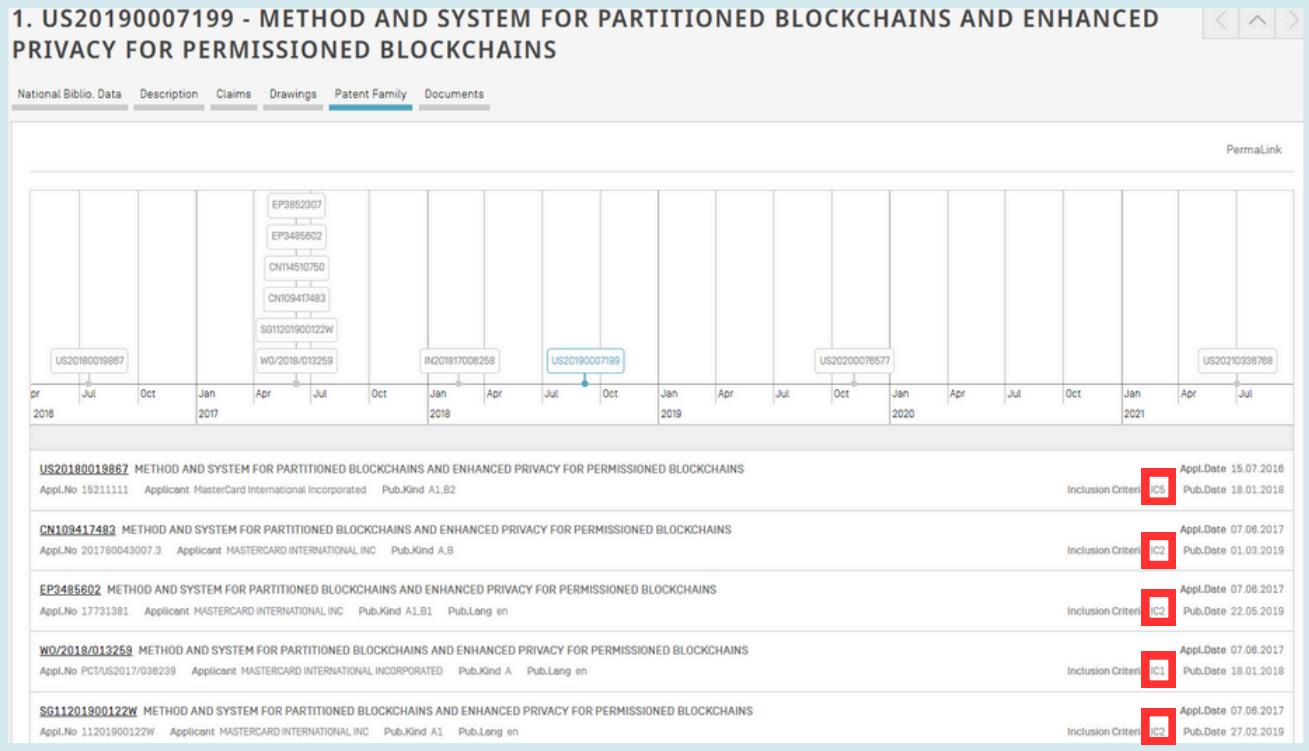 1. US20190007199 - METHOD AND SYSTEM FOR PARTITIONED BLOCKCHAINS AND ENHANCED
PRIVACY FOR PERMISSIONED BLOCKCHAINS
National Biblio. Data Description Claims Drawings Patent Family Documents
PermaLink
EP3852307
EP3485602
CN114510750
CN109417483
SG11201900122W
US20180019867 WO/2018/013259 IN201817006258 US20190007199 US20200076577 US20210336768
pr Jul Oct Jan Apr Jul Oct Jan Apr Jul Oct Jan Apr Jul Oct Jan Apr Jul Oct Jan Apr Jul
2016 2017 2018 2019 2020 2021
US20180019867 METHOD AND SYSTEM FOR PARTITIONED BLOCKCHAINS AND ENHANCED PRIVACY FOR PERMISSIONED BLOCKCHAINS Appl.Date 15.07.2016
Appl.No 15211111 Applicant MasterCard International Incorporated Pub.Kind A1,B2 Inclusion Criteri IC5 Pub.Date 18.01.2018
CN109417483 METHOD AND SYSTEM FOR PARTITIONED BLOCKCHAINS AND ENHANCED PRIVACY FOR PERMISSIONED BLOCKCHAINS Appl.Date 07.06.2017
Appl.No 201780043007.3 Applicant MASTERCARD INTERNATIONAL INC Pub.Kind A,B Inclusion Criteri IC2 Pub.Date 01.03.2019
EP3485602 METHOD AND SYSTEM FOR PARTITIONED BLOCKCHAINS AND ENHANCED PRIVACY FOR PERMISSIONED BLOCKCHAINS Appl.Date 07.06.2017
Appl.No 17731381 Applicant MASTERCARD INTERNATIONAL INC Pub.Kind A1,B1 Pub.Lang en Inclusion Criteri IC2 Pub.Date 22.05.2019
WO/2018/013259 METHOD AND SYSTEM FOR PARTITIONED BLOCKCHAINS AND ENHANCED PRIVACY FOR PERMISSIONED BLOCKCHAINS Appl.Date 07.06.2017
Appl.No PCT/US2017/036239 Applicant MASTERCARD INTERNATIONAL INCORPORATED Pub.Kind A Pub.Lang en Inclusion Criteri IC1 Pub.Date 18.01.2018
SG11201900122W METHOD AND SYSTEM FOR PARTITIONED BLOCKCHAINS AND ENHANCED PRIVACY FOR PERMISSIONED BLOCKCHAINS Appl.Date 07.06.2017
Appl.No 11201900122W Applicant MASTERCARD INTERNATIONAL INC Pub.Kind A1 Pub.Lang en Inclusion Criteri IC2 Pub.Date 27.02.2019